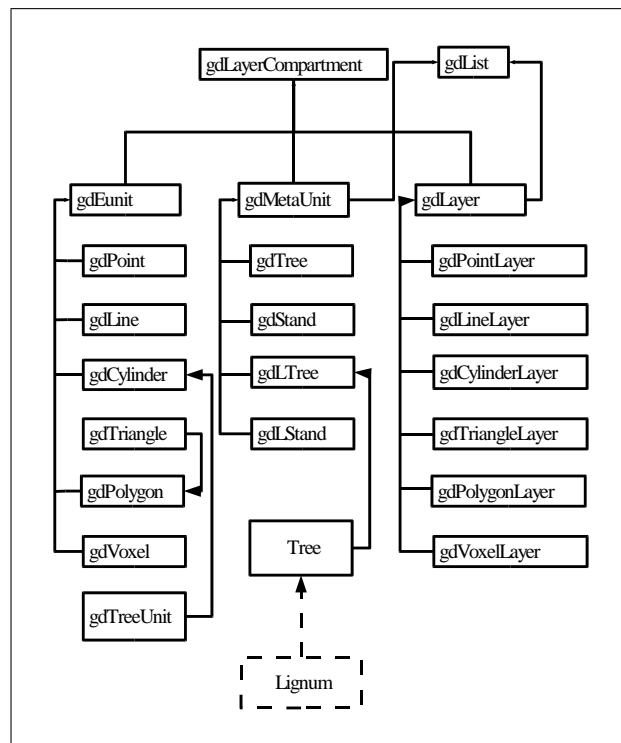 gdLayerCompartment
gdList
gdEunit
gdMetaUnit
gdLayer
gdPoint
gdTree
gdPointLayer
gdLine
gdStand
gdLineLayer
gdCylinder
gdLTree
gdCylinderLayer
gdTriangle
gdLStand
gdTriangleLayer
gdPolygon
gdPolygonLayer
gdVoxel
Tree
gdVoxelLayer
gdTreeUnit
Lignum